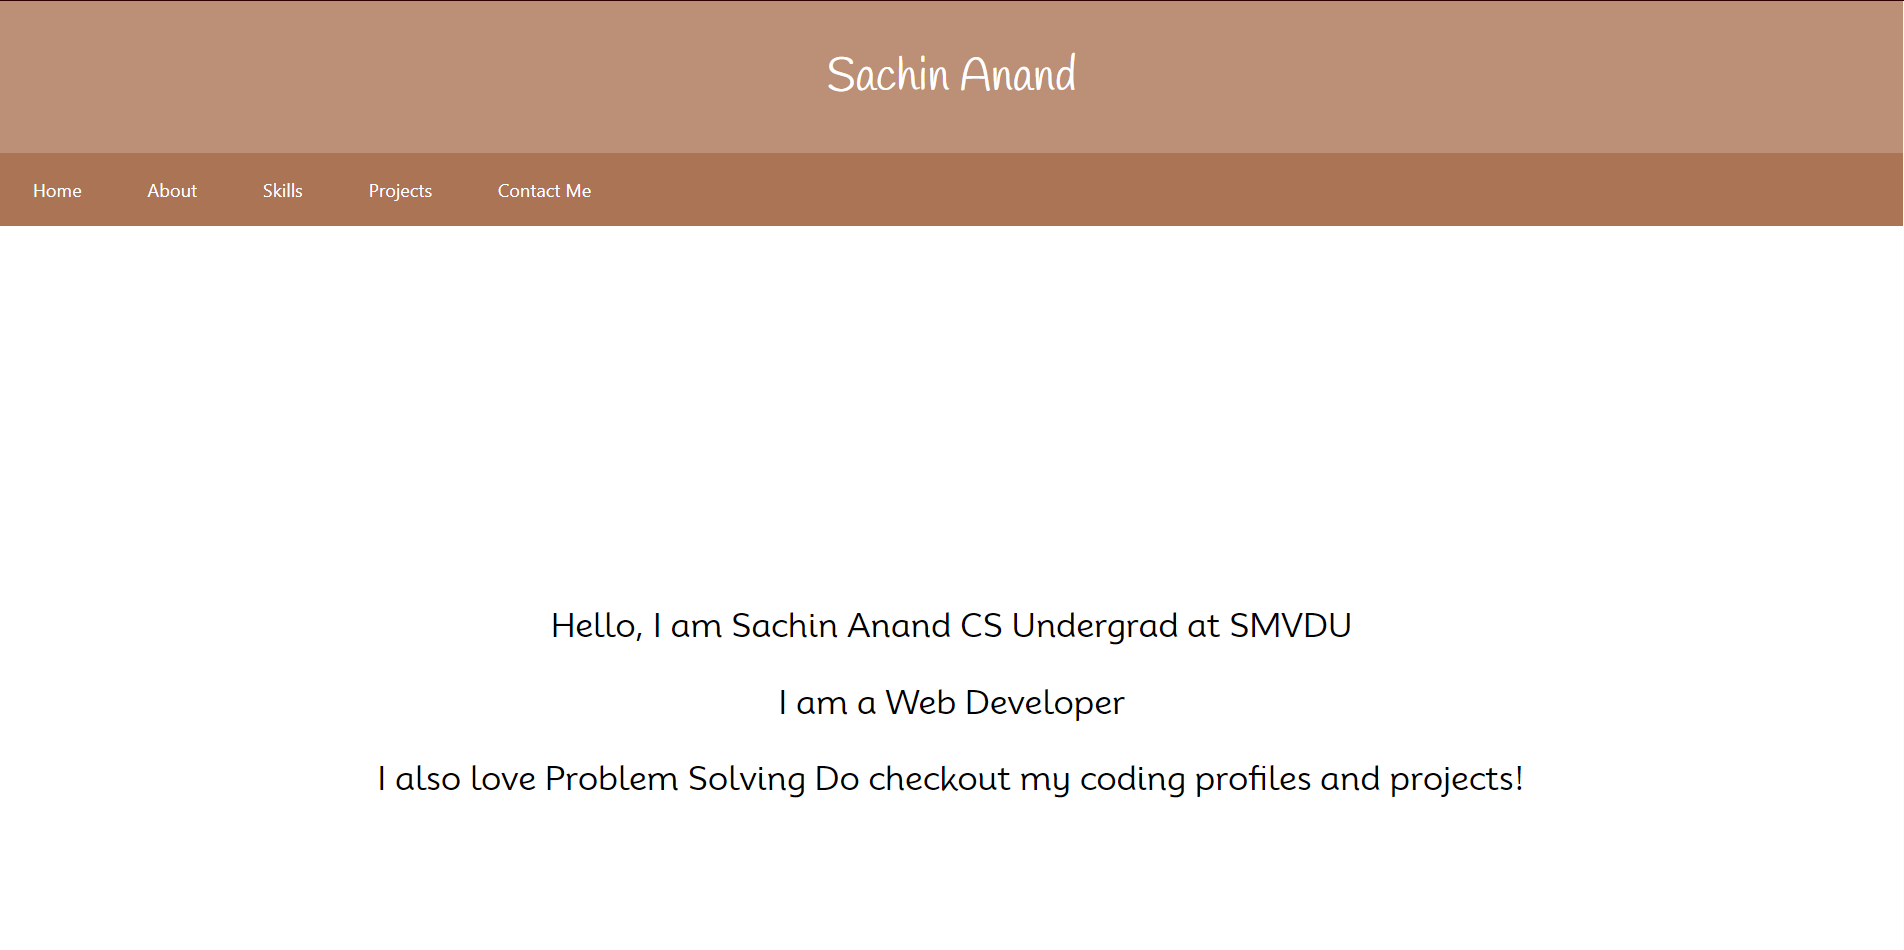 Sachin Anand
Home About Skills Projects Contact Me
Hello, I am Sachin Anand CS Undergrad at SMVDU
I am a Web Developer
I also love Problem Solving Do checkout my coding profiles and projects!